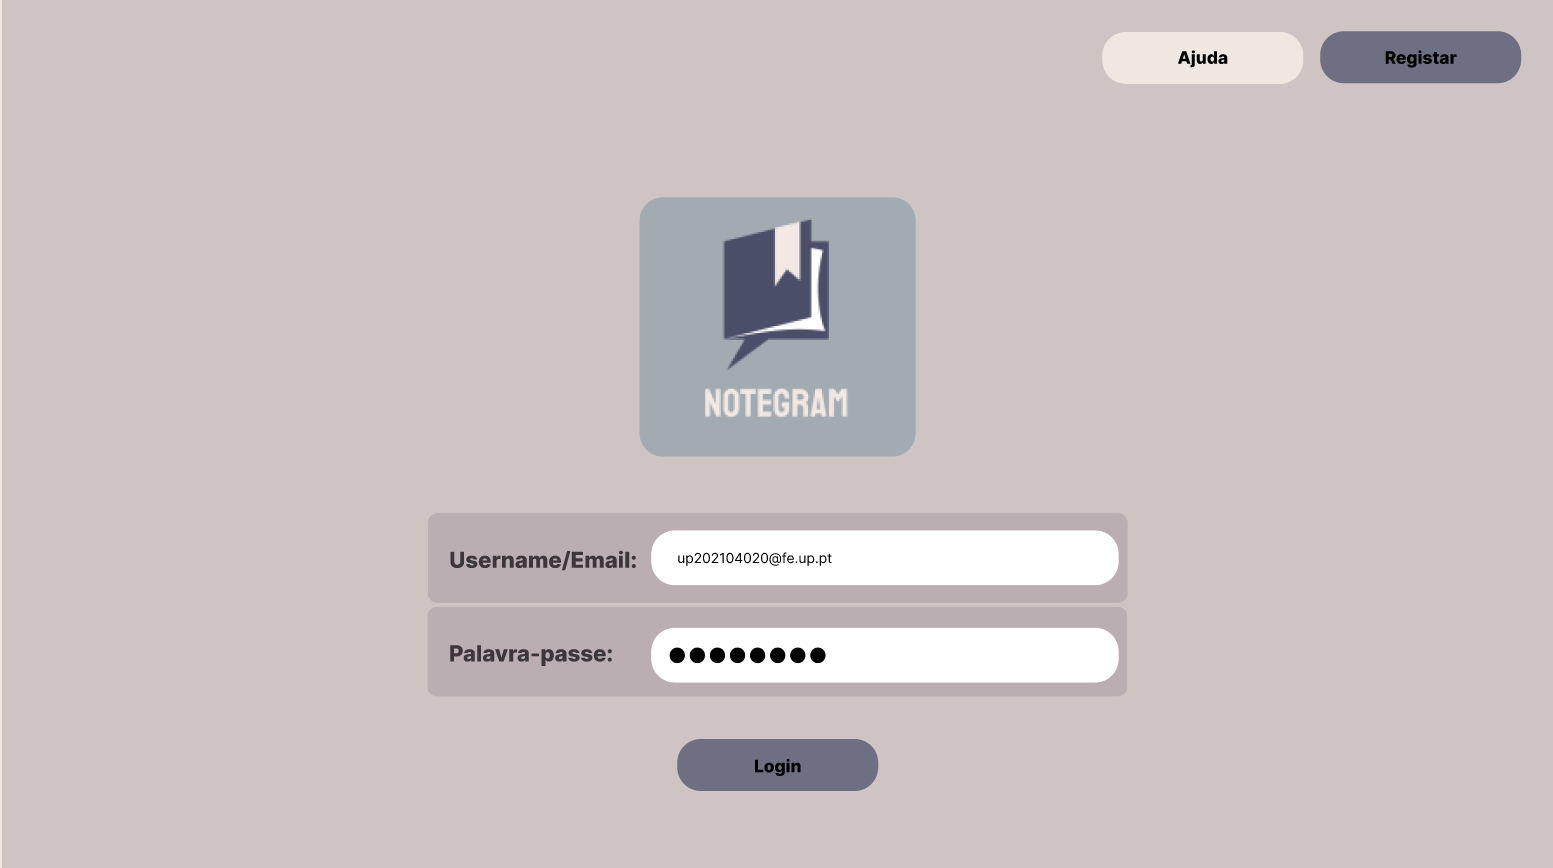 Ajuda
Registar
NOTEGRAM
Username/Email:
up202104020@fe.up.pt
Palavra-passe:
●●●●●●●●
Login